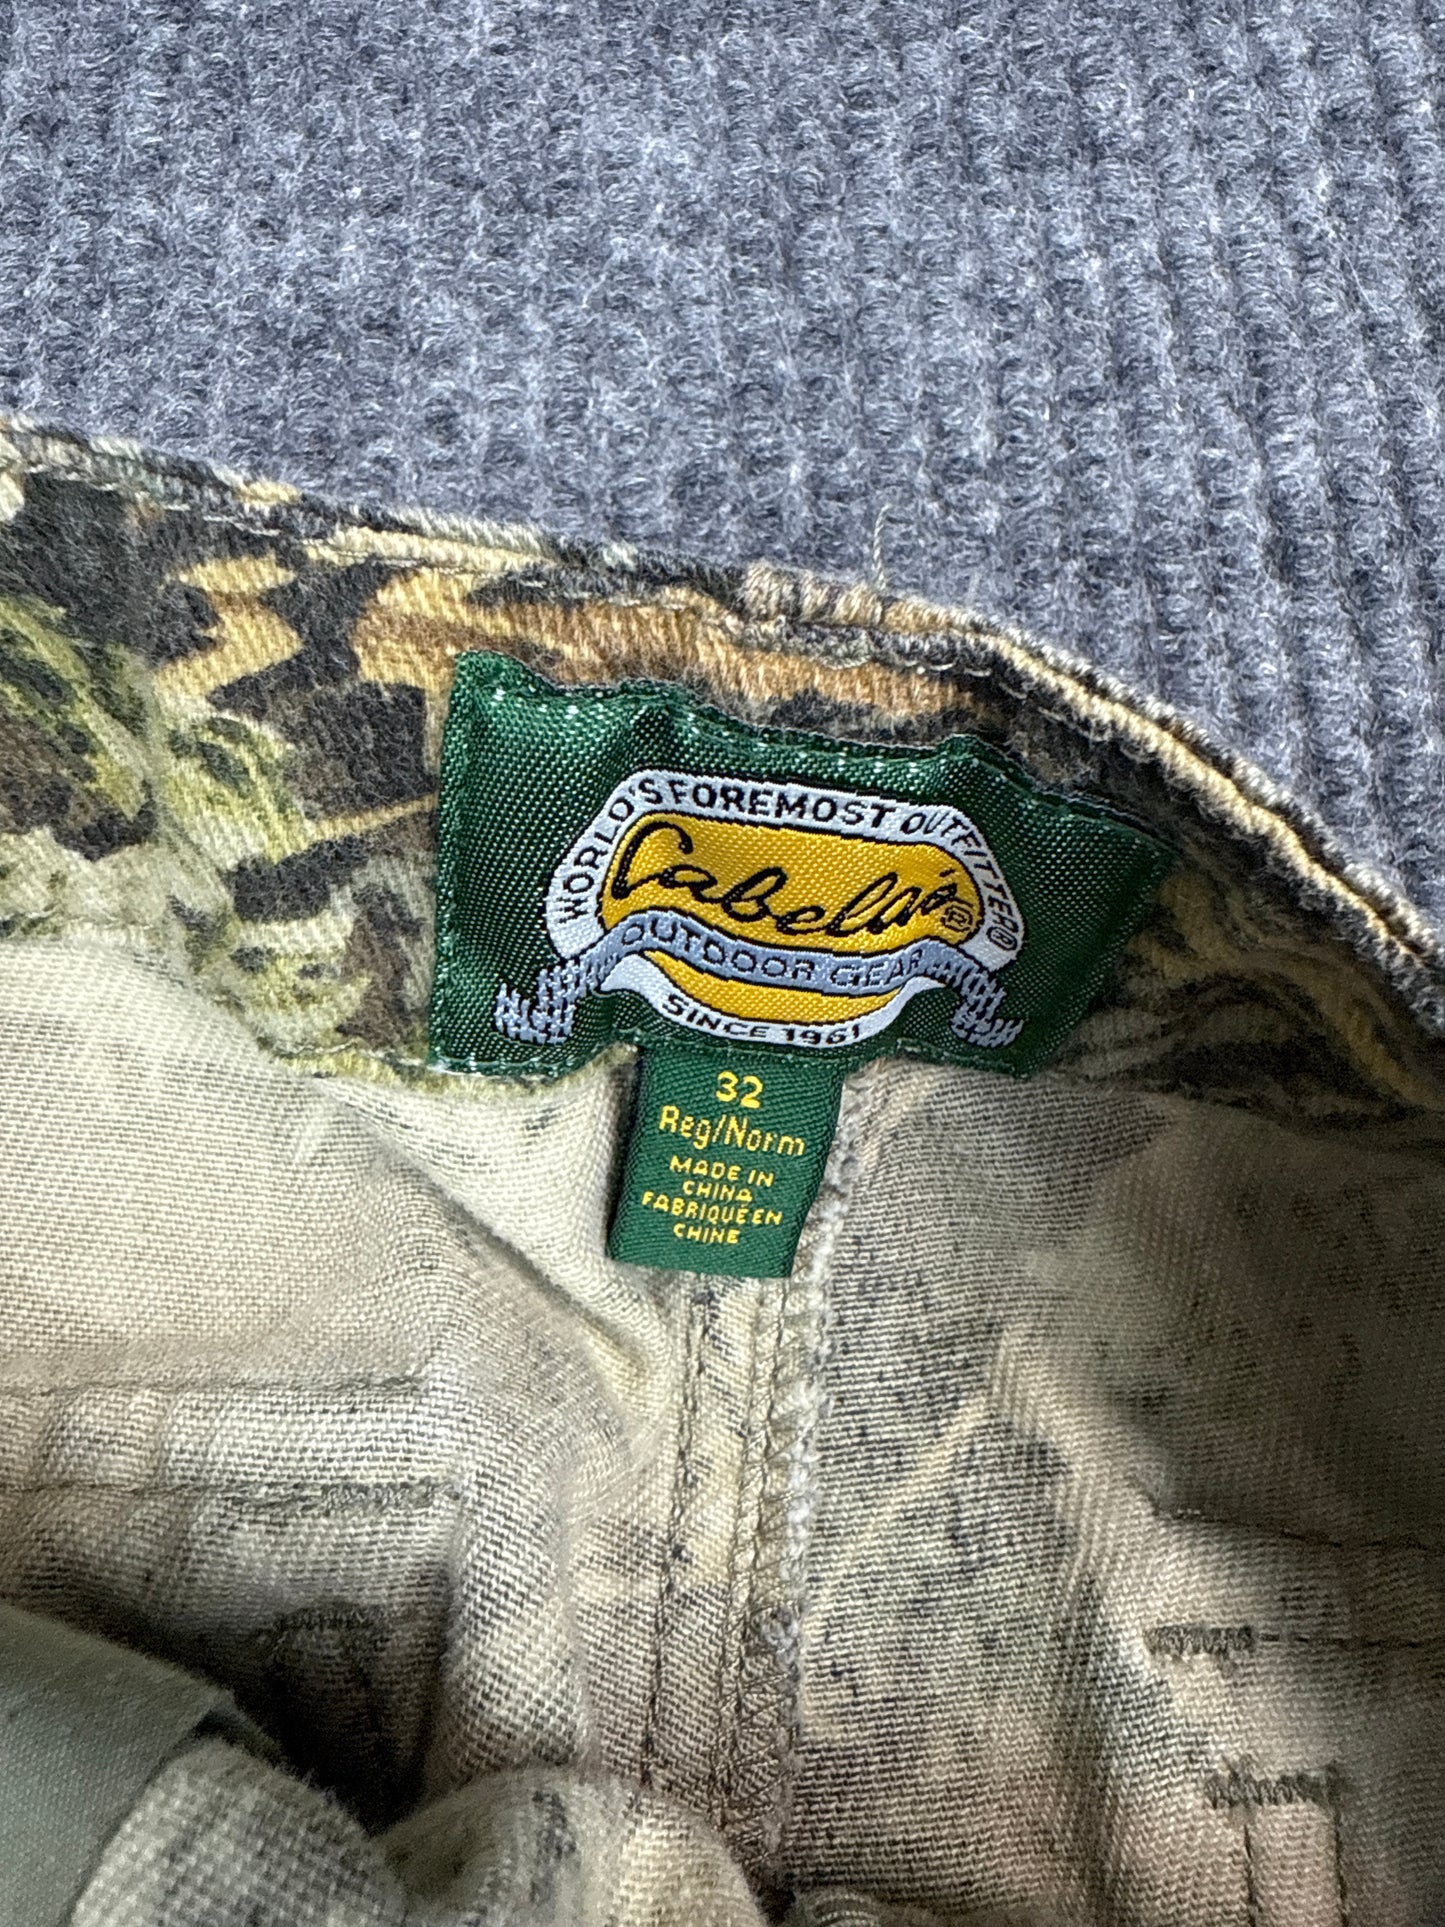 WORLD'S FOREMOST OUTFITTER®
Cabela's®
OUTDOOR GEAR
SINCE 1961
32
Reg/Norm
MADE IN
CHINA
FABRIQUÉ EN
CHINE